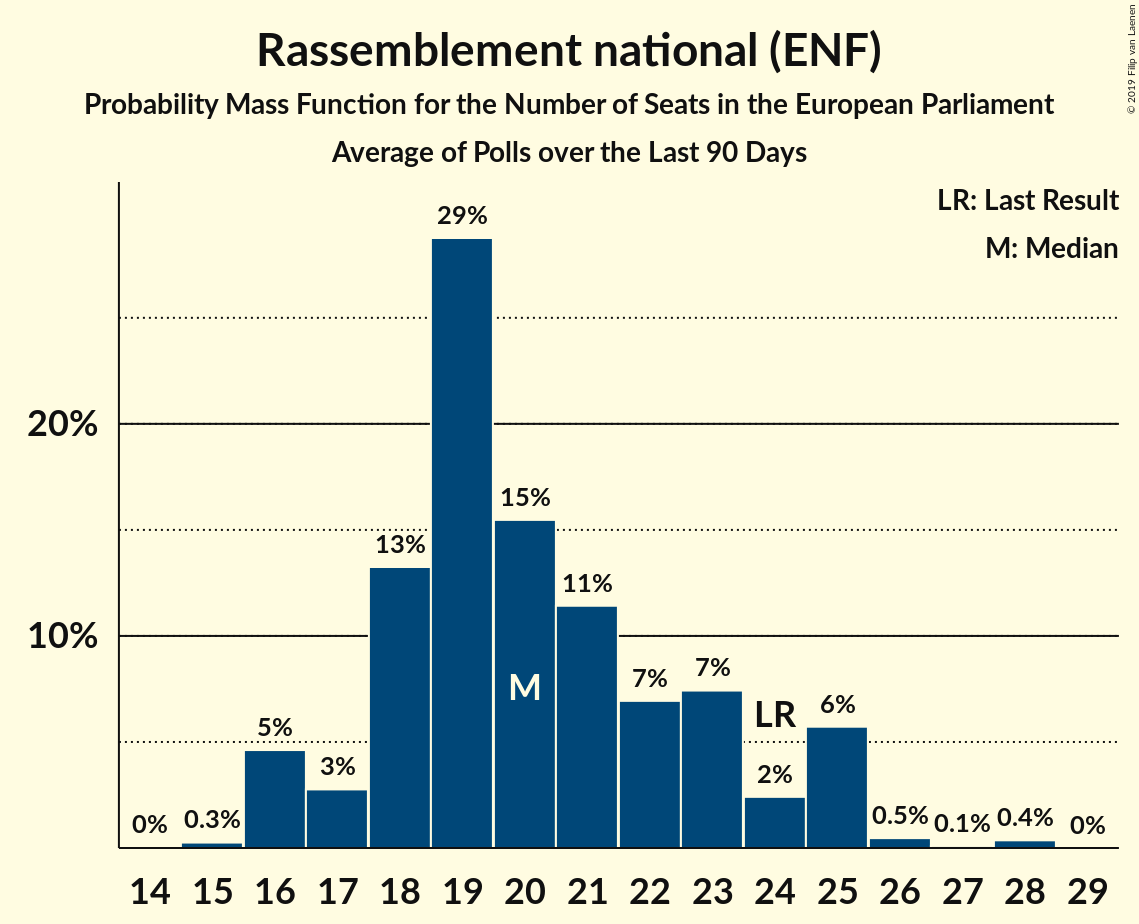 Rassemblement national (ENF)
Probability Mass Function for the Number of Seats in the European Parliament
Average of Polls over the Last 90 Days
© 2019 Filip van Laenen
LR: Last Result
M: Median
29%
20%
15%
13%
11%
10%
7%
7%
M
LR
6%
5%
3%
2%
0%
0.3%
0.5%
0.1%
0.4%
0%
14 15 16 17 18 19 20 21 22 23 24 25 26 27 28 29